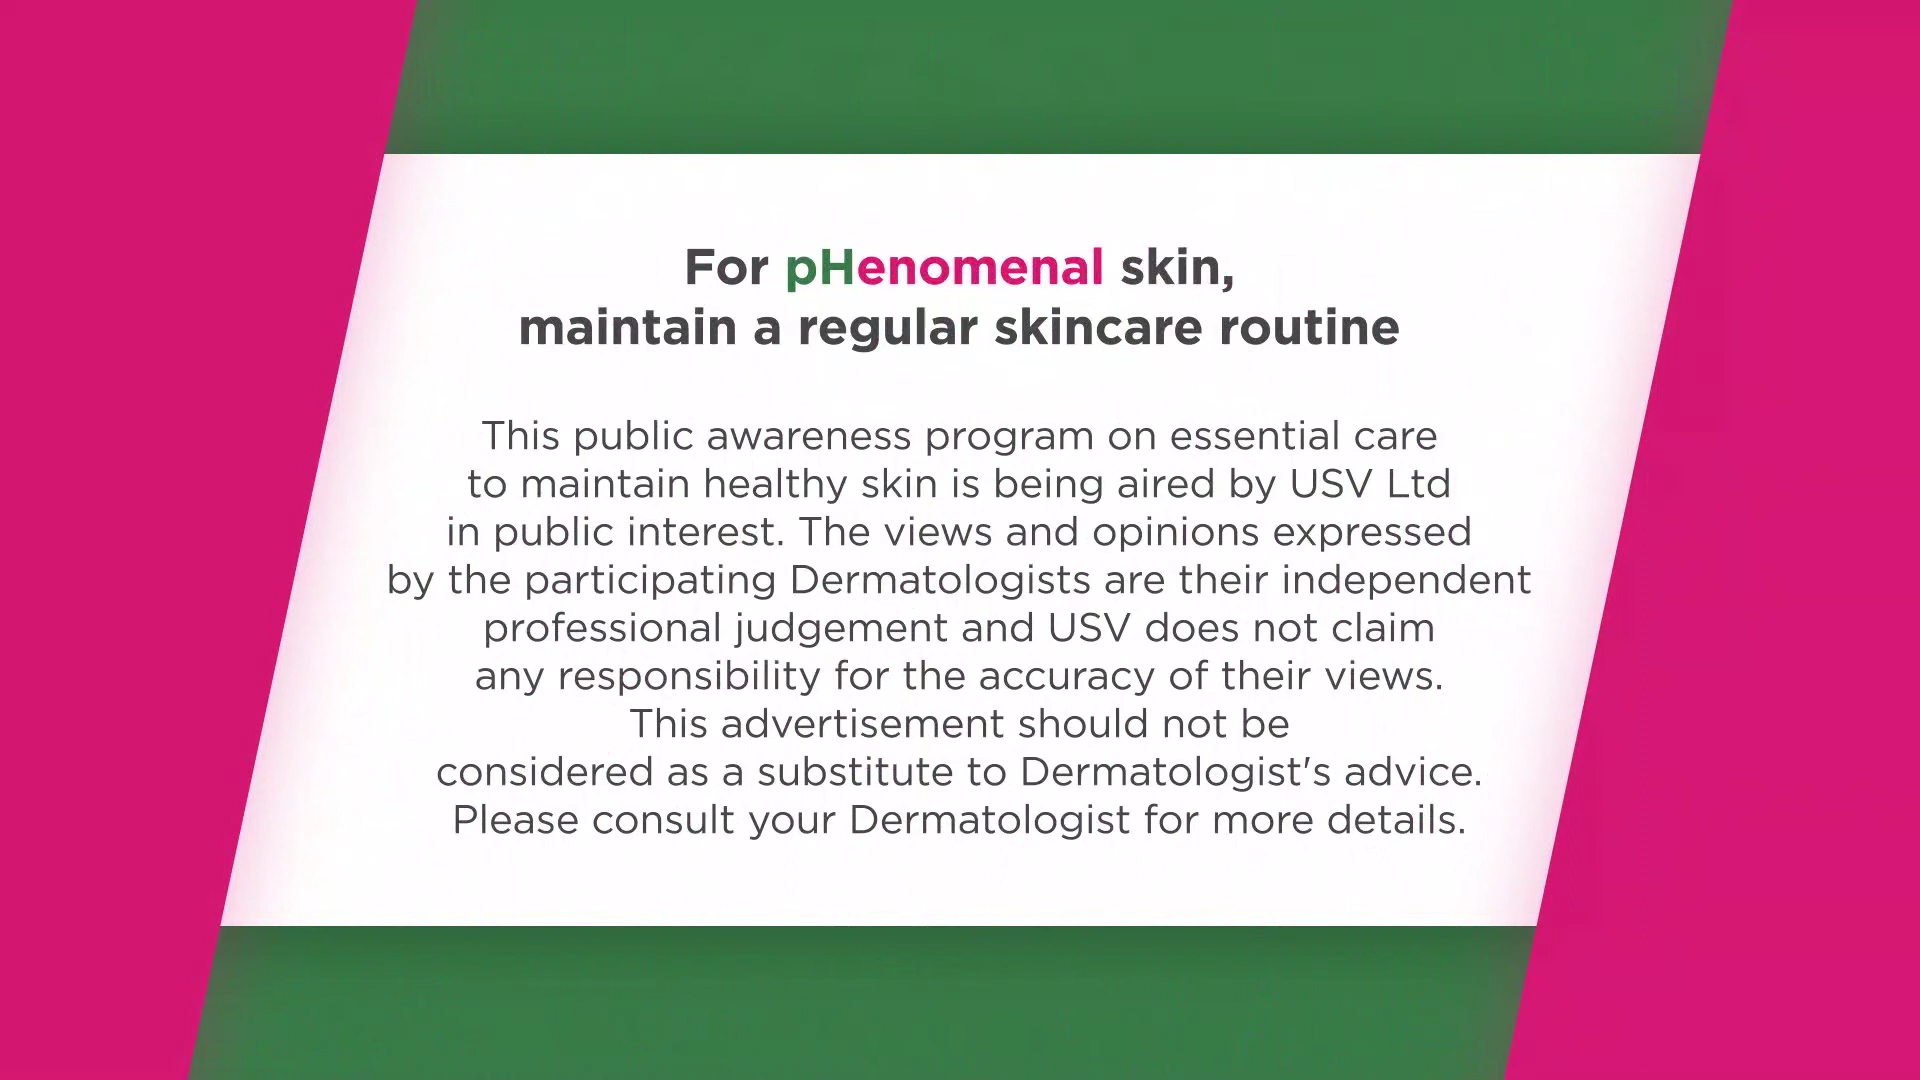 For pHenomenal skin,
maintain a regular skincare routine
This public awareness program on essential care
to maintain healthy skin is being aired by USV Ltd
in public interest. The views and opinions expressed
by the participating Dermatologists are their independent
professional judgement and USV does not claim
any responsibility for the accuracy of their views.
This advertisement should not be
considered as a substitute to Dermatologist's advice.
Please consult your Dermatologist for more details.